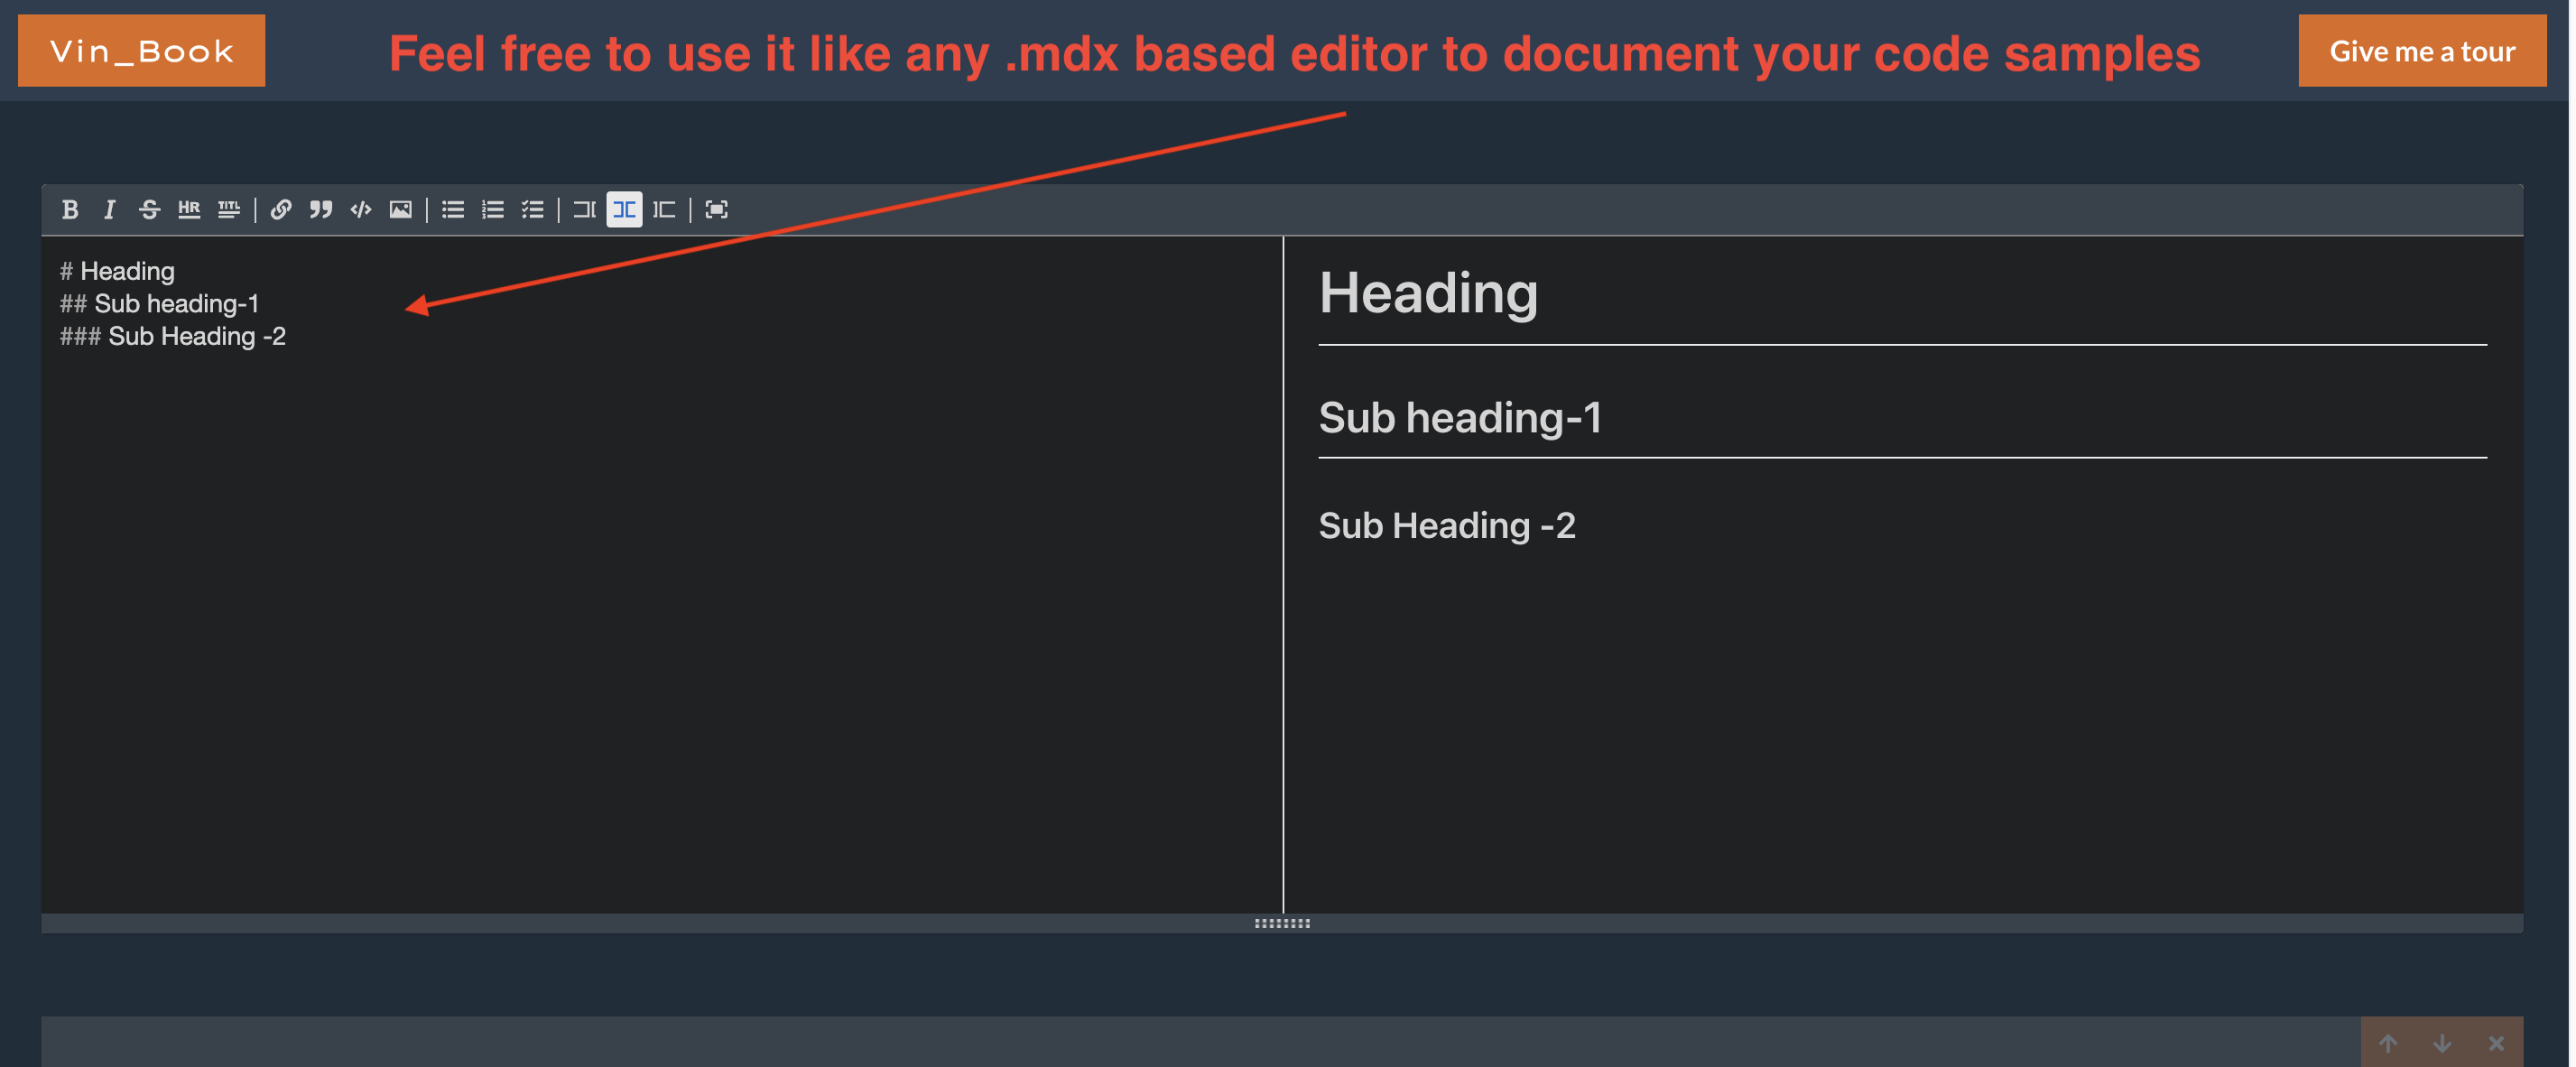 Vin_Book
Feel free to use it like any .mdx based editor to document your code samples
Give me a tour
B I S HR TITL
# Heading
## Sub heading-1
### Sub Heading -2
Heading
Sub heading-1
Sub Heading -2